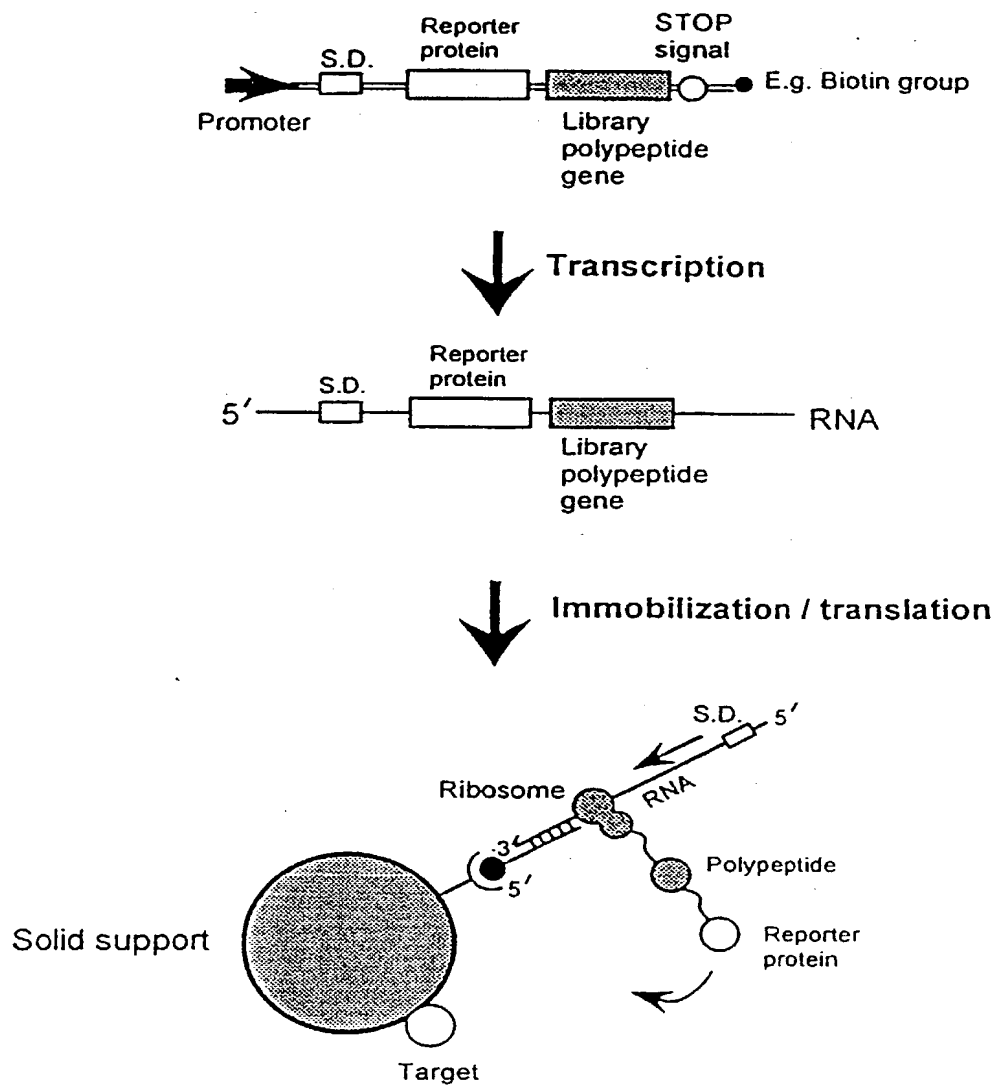 Reporter
protein
STOP
signal
S.D.
E.g. Biotin group
Promoter
Library
polypeptide
gene
Transcription
Reporter
protein
S.D.
5′
RNA
Library
polypeptide
gene
Immobilization / translation
S.D.
5′
Ribosome
RNA
3′
5′
Polypeptide
Solid support
Reporter
protein
Target